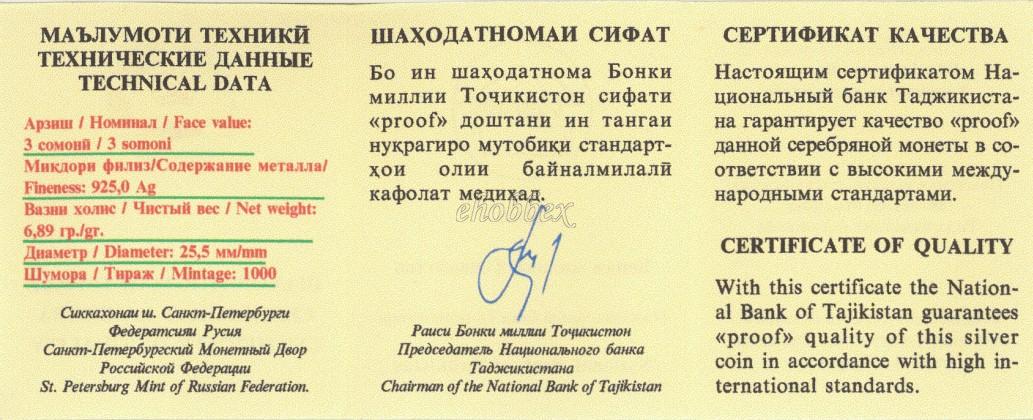 МАЪЛУМОТИ ТЕХНИКӢ
ТЕХНИЧЕСКИЕ ДАННЫЕ
TECHNICAL DATA
Арзиш / Номинал / Face value:
3 сомонӣ / 3 somoni
Миқдори филиз/Содержание металла/
Fineness: 925,0 Ag
Вазни холис / Чистый вес / Net weight:
6,89 гр./gr.
Диаметр / Diameter: 25,5 мм/mm
Шумора / Тираж / Mintage: 1000
Сиккахонаи ш. Санкт-Петербурги
Федератсияи Русия
Санкт-Петербургский Монетный Двор
Российской Федерации
St. Petersburg Mint of Russian Federation.
ШАҲОДАТНОМАИ СИФАТ
Бо ин шаҳодатнома Бонки
миллии Тоҷикистон сифати
«proof» доштани ин тангаи
нуқрагиро мутобиқи стандарт-
ҳои олии байналмилалӣ
кафолат медиҳад.
ehobbex
Раиси Бонки миллии Тоҷикистон
Председатель Национального банка
Таджикистана
Chairman of the National Bank of Tajikistan
СЕРТИФИКАТ КАЧЕСТВА
Настоящим сертификатом На-
циональный банк Таджикиста-
на гарантирует качество «proof»
данной серебряной монеты в со-
ответствии с высокими между-
народными стандартами.
CERTIFICATE OF QUALITY
With this certificate the Nation-
al Bank of Tajikistan guarantees
«proof» quality of this silver
coin in accordance with high in-
ternational standards.